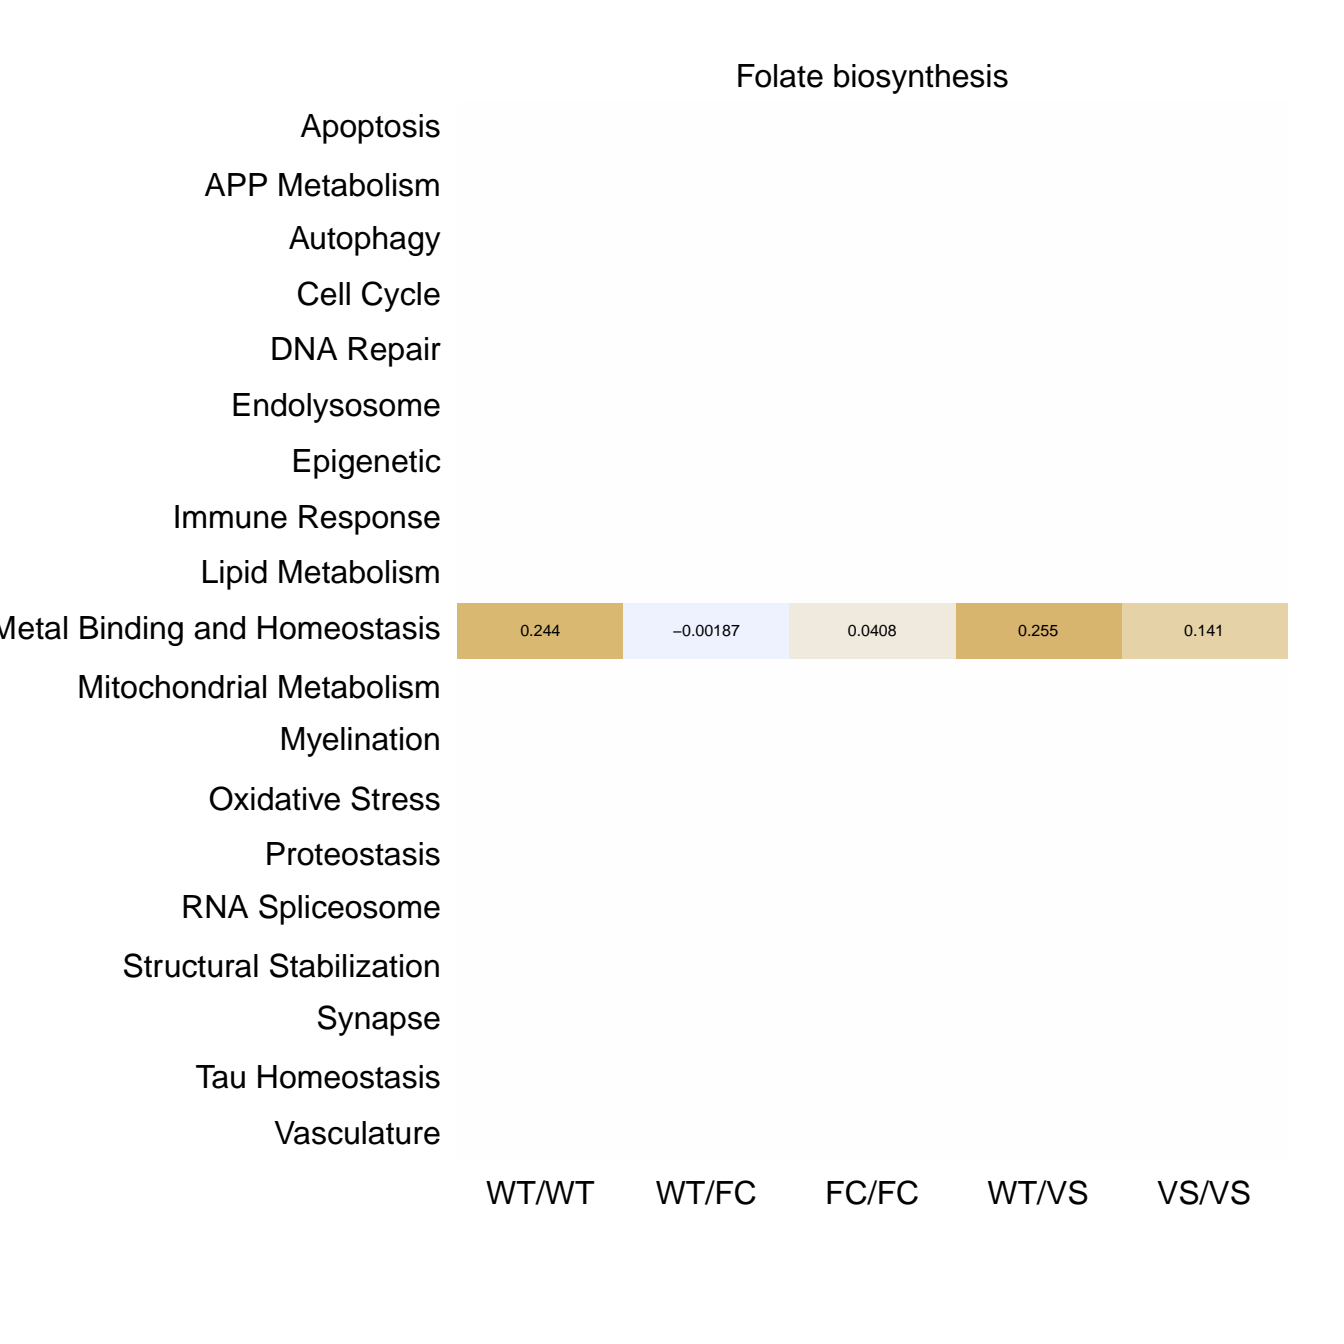 Folate biosynthesis
Apoptosis
APP Metabolism
Autophagy
Cell Cycle
DNA Repair
Endolysosome
Epigenetic
Immune Response
Lipid Metabolism
Metal Binding and Homeostasis 0.244 −0.00187 0.0408 0.255 0.141
Mitochondrial Metabolism
Myelination
Oxidative Stress
Proteostasis
RNA Spliceosome
Structural Stabilization
Synapse
Tau Homeostasis
Vasculature
WT/WT WT/FC FC/FC WT/VS VS/VS